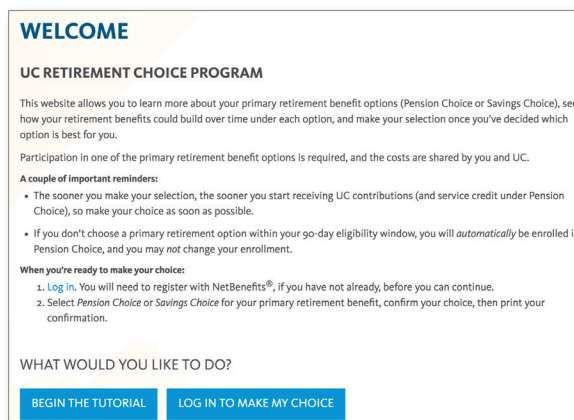 WELCOME
UC RETIREMENT CHOICE PROGRAM
This website allows you to learn more about your primary retirement benefit options (Pension Choice or Savings Choice), see
how your retirement benefits could build over time under each option, and make your selection once you've decided which
option is best for you.
Participation in one of the primary retirement benefit options is required, and the costs are shared by you and UC.
A couple of important reminders:
• The sooner you make your selection, the sooner you start receiving UC contributions (and service credit under Pension
Choice), so make your choice as soon as possible.
• If you don't choose a primary retirement option within your 90-day eligibility window, you will automatically be enrolled i
Pension Choice, and you may not change your enrollment.
When you're ready to make your choice:
1. Log in. You will need to register with NetBenefits®, if you have not already, before you can continue.
2. Select Pension Choice or Savings Choice for your primary retirement benefit, confirm your choice, then print your
confirmation.
WHAT WOULD YOU LIKE TO DO?
BEGIN THE TUTORIAL LOG IN TO MAKE MY CHOICE